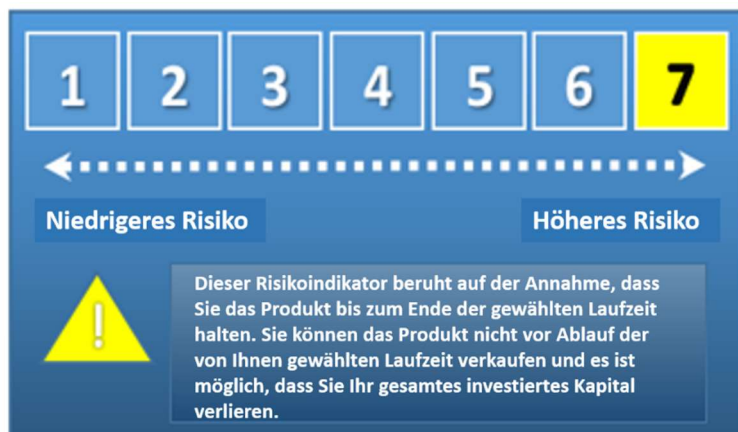 1 2 3 4 5 6 7
Niedrigeres Risiko Höheres Risiko
!
Dieser Risikoindikator beruht auf der Annahme, dass
Sie das Produkt bis zum Ende der gewählten Laufzeit
halten. Sie können das Produkt nicht vor Ablauf der
von Ihnen gewählten Laufzeit verkaufen und es ist
möglich, dass Sie Ihr gesamtes investiertes Kapital
verlieren.